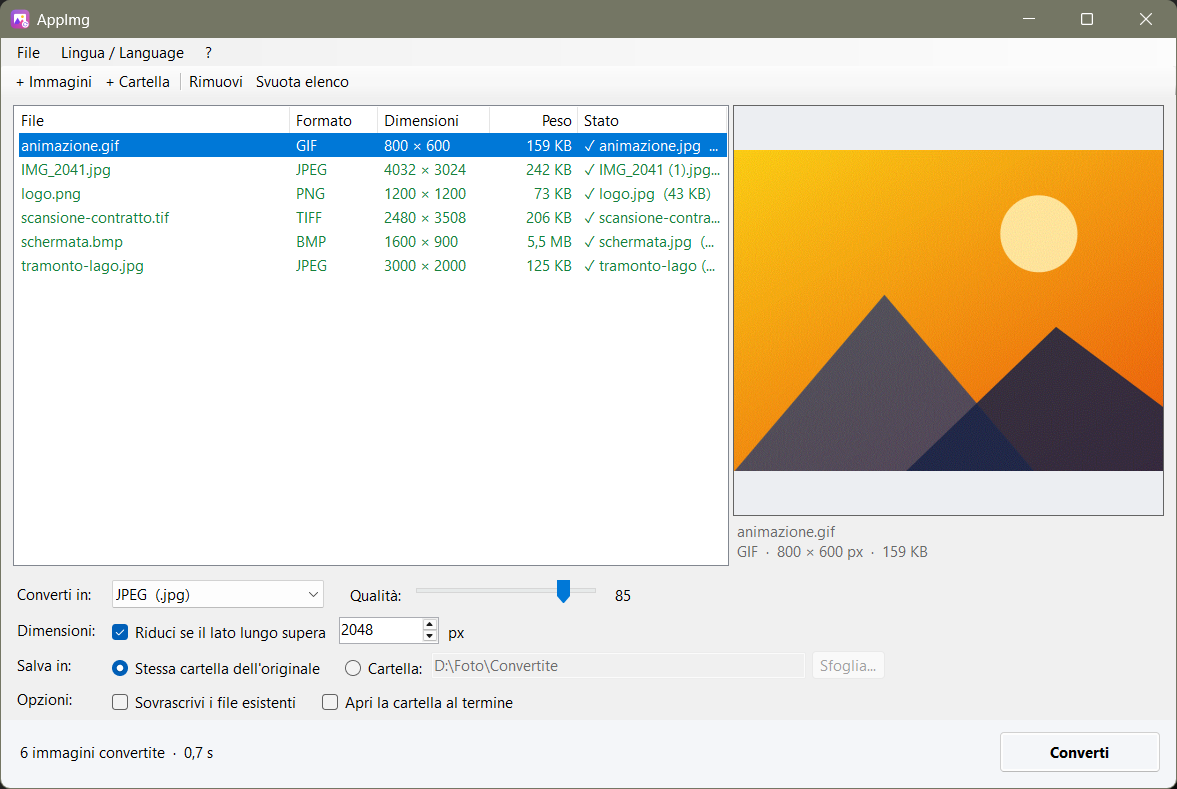 AppImg
File Lingua / Language ?
+ Immagini + Cartella Rimuovi Svuota elenco
File Formato Dimensioni Peso Stato
animazione.gif GIF 800 × 600 159 KB ✓ animazione.jpg ...
IMG_2041.jpg JPEG 4032 × 3024 242 KB ✓ IMG_2041 (1).jpg...
logo.png PNG 1200 × 1200 73 KB ✓ logo.jpg (43 KB)
scansione-contratto.tif TIFF 2480 × 3508 206 KB ✓ scansione-contra...
schermata.bmp BMP 1600 × 900 5,5 MB ✓ schermata.jpg (...
tramonto-lago.jpg JPEG 3000 × 2000 125 KB ✓ tramonto-lago (...
animazione.gif
GIF · 800 × 600 px · 159 KB
Converti in: JPEG (.jpg) Qualità: 85
Dimensioni: Riduci se il lato lungo supera 2048 px
Salva in: Stessa cartella dell'originale Cartella: D:\Foto\Convertite Sfoglia...
Opzioni: Sovrascrivi i file esistenti Apri la cartella al termine
6 immagini convertite · 0,7 s
Converti